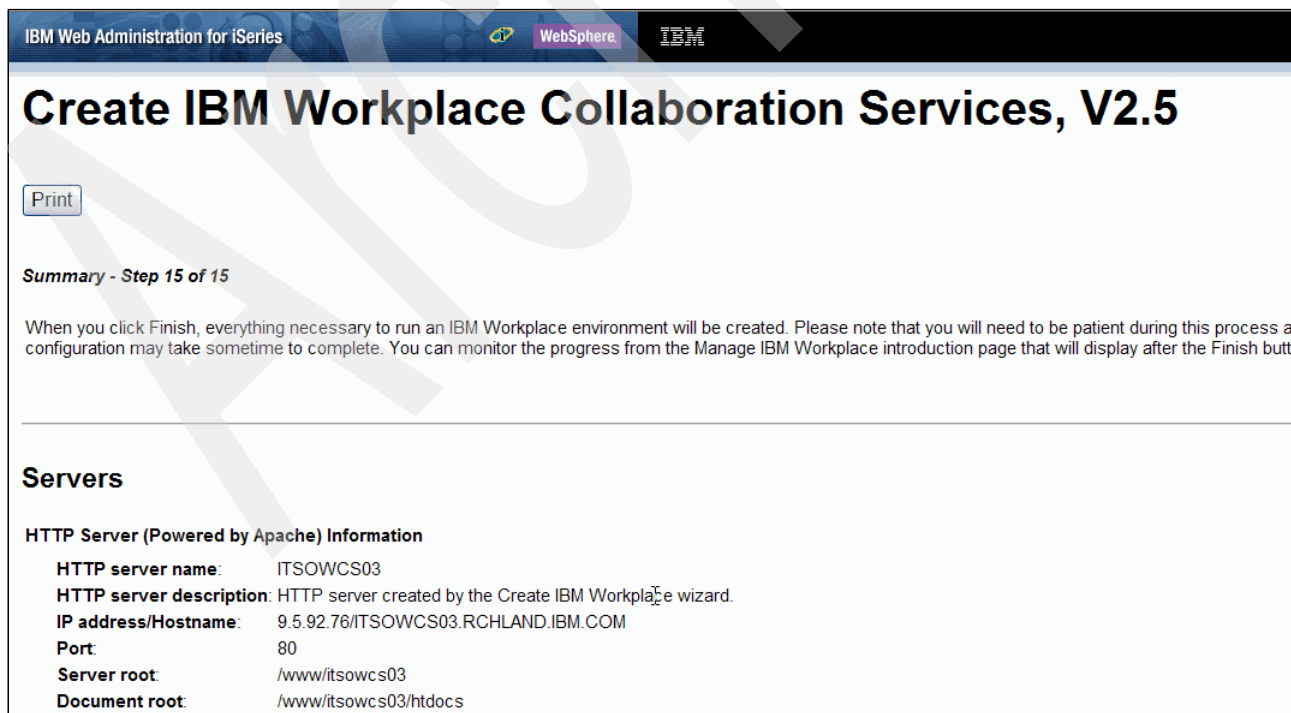 IBM Web Administration for iSeries WebSphere. IBM
Create IBM Workplace Collaboration Services, V2.5
Print
Summary - Step 15 of 15
When you click Finish, everything necessary to run an IBM Workplace environment will be created. Please note that you will need to be patient during this process a
configuration may take sometime to complete. You can monitor the progress from the Manage IBM Workplace introduction page that will display after the Finish butt
Servers
HTTP Server (Powered by Apache) Information
HTTP server name: ITSOWCS03
HTTP server description: HTTP server created by the Create IBM Workplace wizard.
IP address/Hostname: 9.5.92.76/ITSOWCS03.RCHLAND.IBM.COM
Port: 80
Server root: /www/itsowcs03
Document root: /www/itsowcs03/htdocs